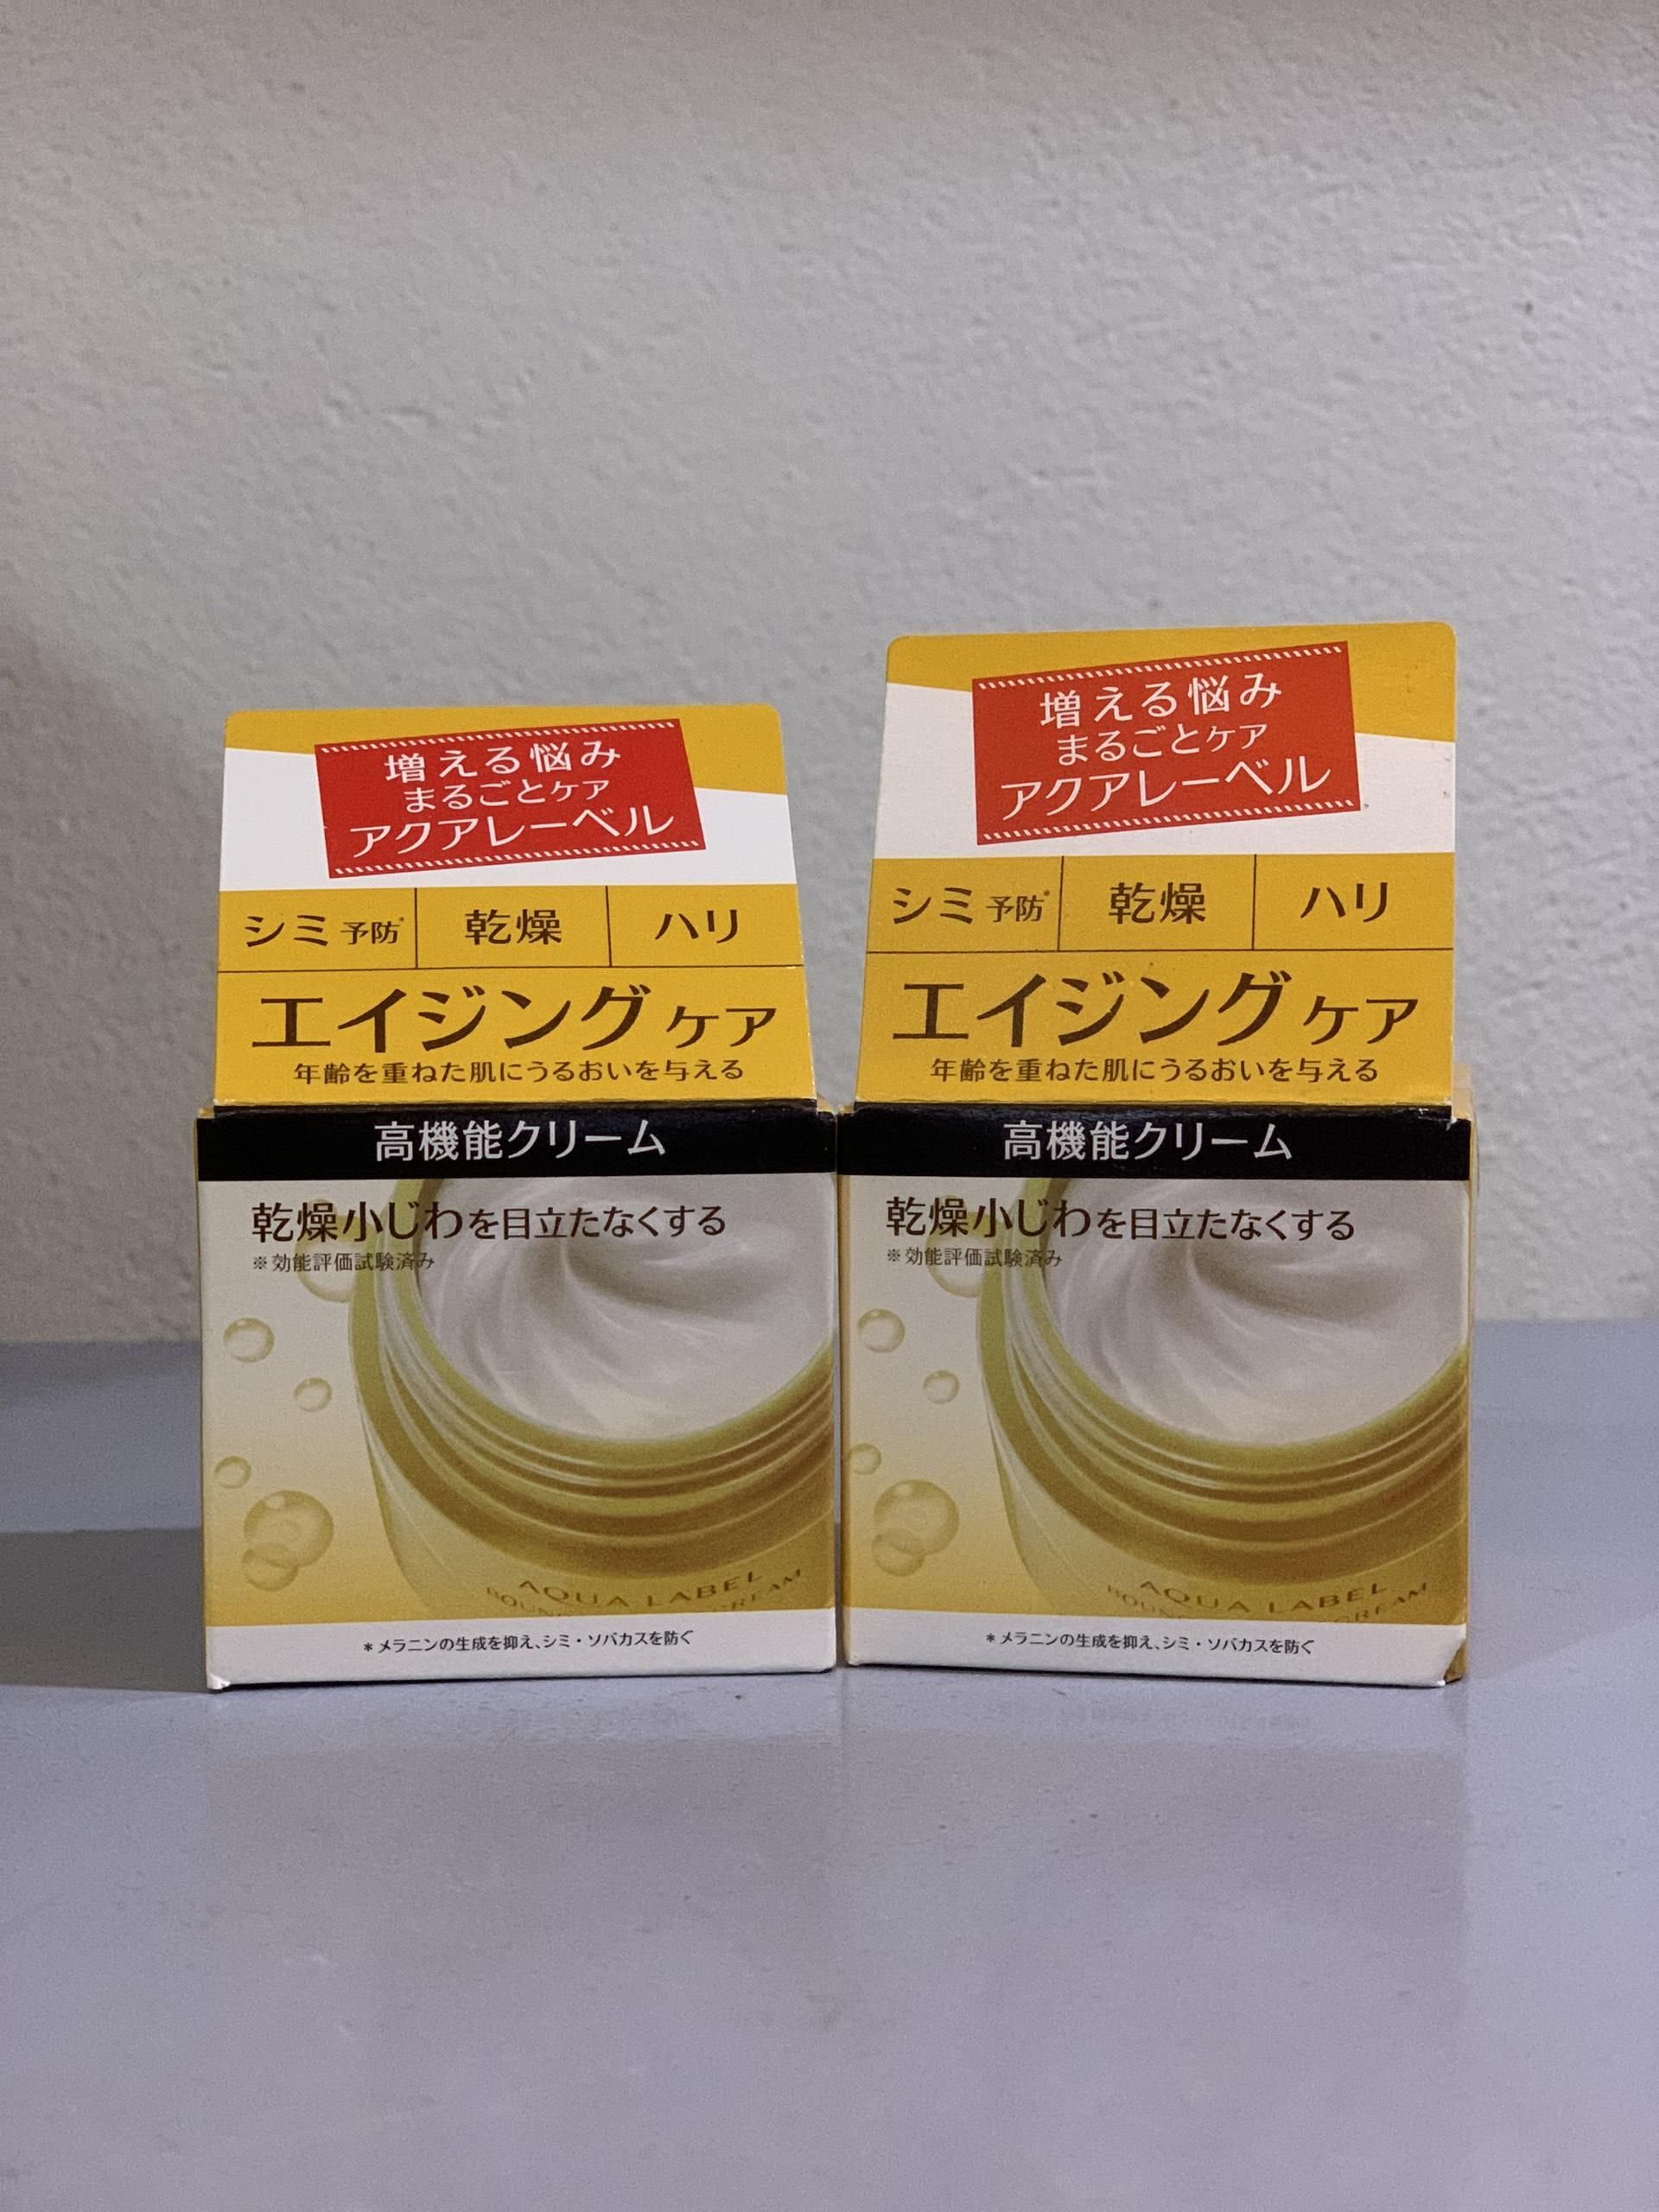 増える悩み
まるごとケア
アクアレーベル
シミ予防* 乾燥 ハリ
エイジングケア
年齢を重ねた肌にうるおいを与える
高機能クリーム
乾燥小じわを目立たなくする
※効能評価試験済み
AQUA LABEL
CREAM
*メラニンの生成を抑え、シミ・ソバカスを防ぐ
増える悩み
まるごとケア
アクアレーベル
シミ予防* 乾燥 ハリ
エイジングケア
年齢を重ねた肌にうるおいを与える
高機能クリーム
乾燥小じわを目立たなくする
※効能評価試験済み
AQUA LABEL
CREAM
*メラニンの生成を抑え、シミ・ソバカスを防ぐ